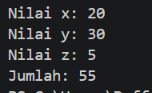 Nilai x: 20
Nilai y: 30
Nilai z: 5
Jumlah: 55